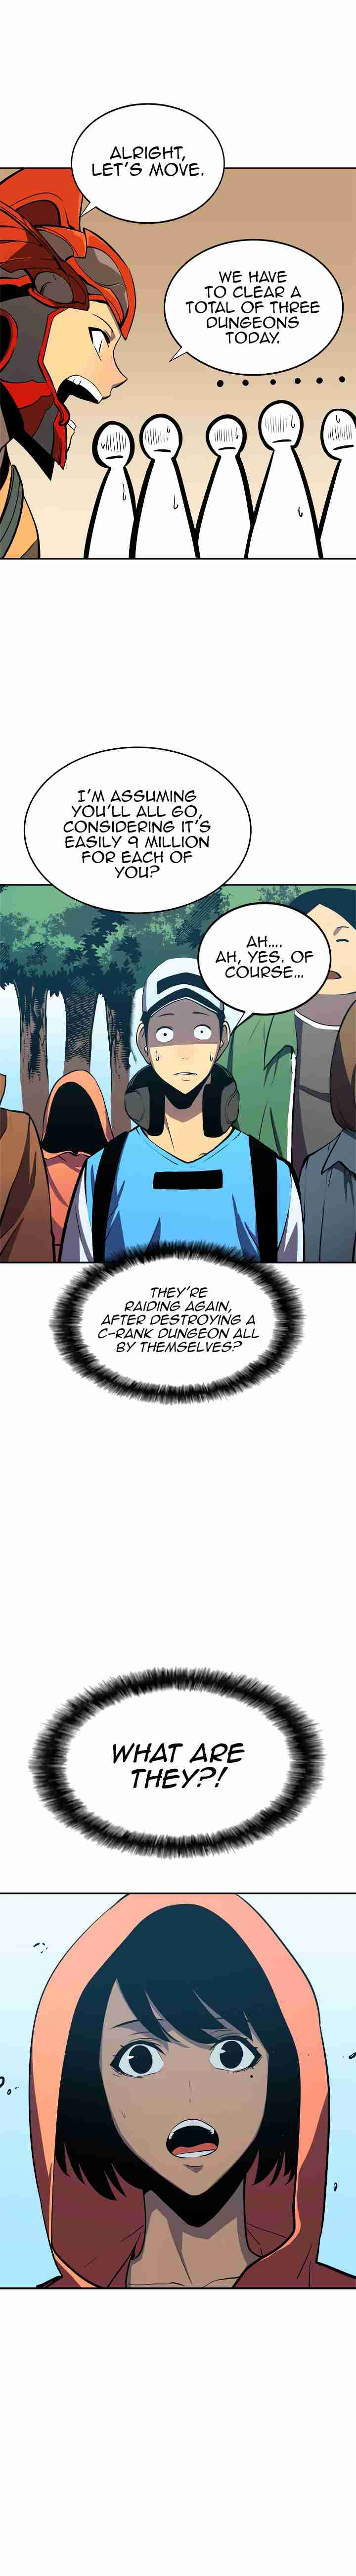 ALRIGHT,
LET'S MOVE.
WE HAVE
TO CLEAR A
TOTAL OF THREE
DUNGEONS
TODAY.
......
I'M ASSUMING
YOU'LL ALL GO,
CONSIDERING IT'S
EASILY 9 MILLION
FOR EACH OF
YOU?
AH....
AH, YES. OF
COURSE...
THEY'RE
RAIDING AGAIN,
AFTER DESTROYING A
C-RANK DUNGEON ALL
BY THEMSELVES?
WHAT ARE
THEY?!